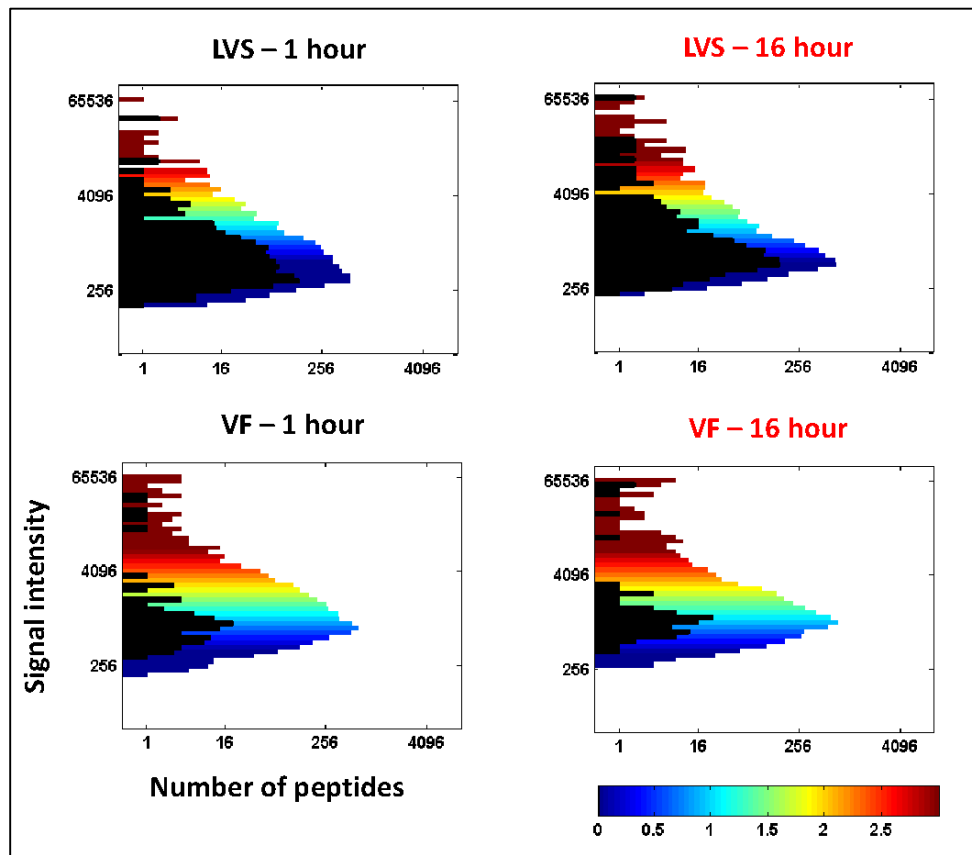 LVS – 1 hour
65536
4096
256
1 16 256 4096
LVS – 16 hour
65536
4096
256
1 16 256 4096
VF – 1 hour
65536
4096
256
1 16 256 4096
VF – 16 hour
65536
4096
256
1 16 256 4096
Signal intensity
Number of peptides
0 0.5 1 1.5 2 2.5